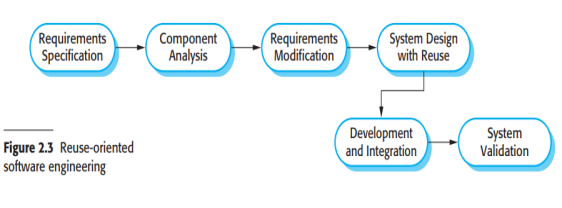 Requirements
Specification
Component
Analysis
Requirements
Modification
System Design
with Reuse
Development
and Integration
System
Validation
Figure 2.3 Reuse-oriented
software engineering